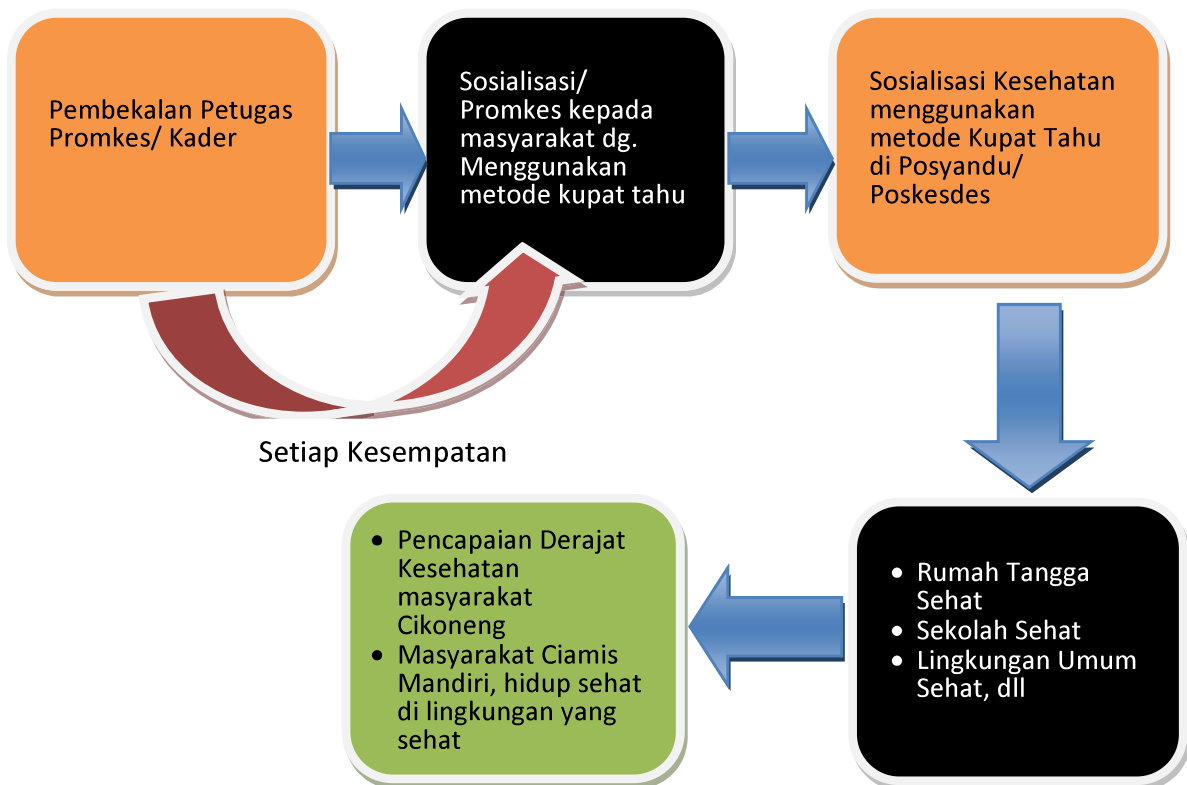 Pembekalan Petugas
Promkes/ Kader
Sosialisasi/
Promkes kepada
masyarakat dg.
Menggunakan
metode kupat tahu
Sosialisasi Kesehatan
menggunakan
metode Kupat Tahu
di Posyandu/
Poskesdes
Setiap Kesempatan
• Pencapaian Derajat
Kesehatan
masyarakat
Cikoneng
• Masyarakat Ciamis
Mandiri, hidup sehat
di lingkungan yang
sehat
• Rumah Tangga
Sehat
• Sekolah Sehat
• Lingkungan Umum
Sehat, dll